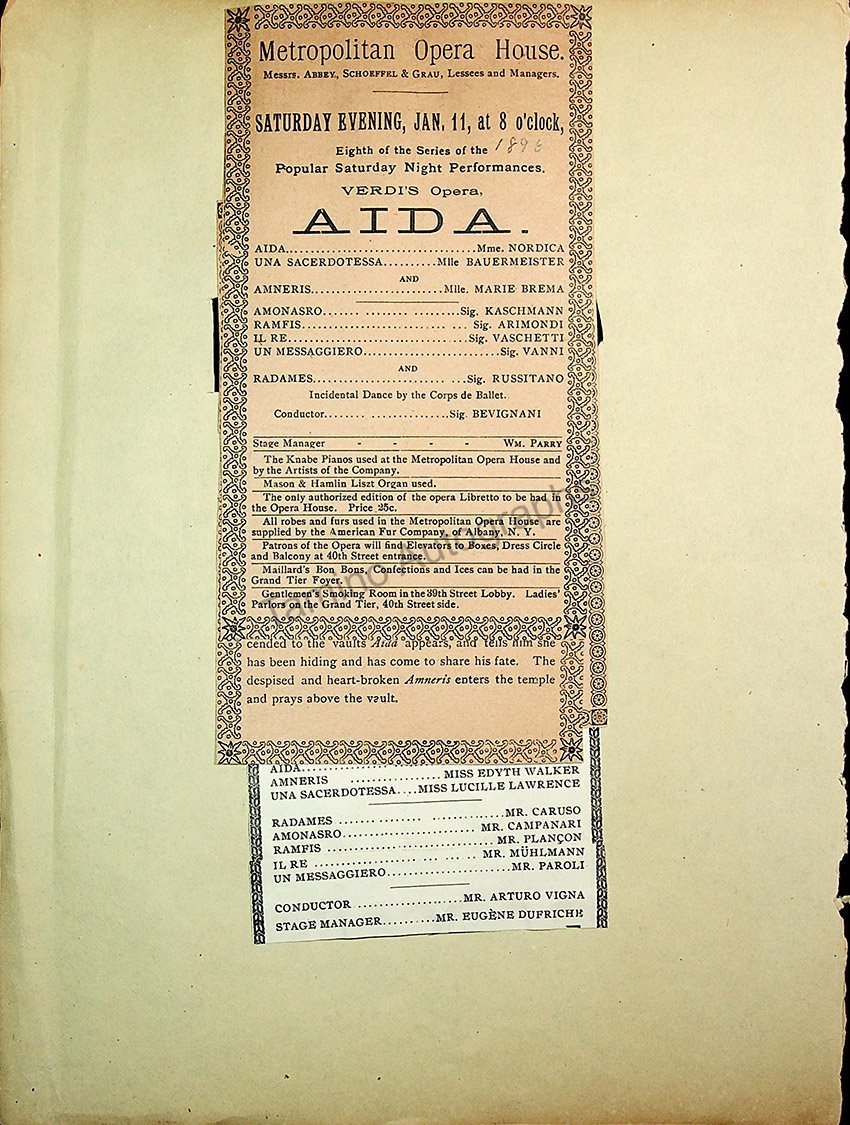 Metropolitan Opera House.
Messrs. ABBEY, SCHOEFFEL & GRAU, Lessees and Managers.
SATURDAY EVENING, JAN. 11, at 8 o'clock,
1896
Eighth of the Series of the
Popular Saturday Night Performances.
VERDI'S Opera,
AIDA.
AIDA....................................Mme. NORDICA
UNA SACERDOTESSA..........Mlle BAUERMEISTER
AND
AMNERIS.........................Mlle. MARIE BREMA
AMONASRO....... ........ ..........Sig. KASCHMANN
RAMFIS........................... ... Sig. ARIMONDI
IL RE...................................Sig. VASCHETTI
UN MESSAGGIERO..........................Sig. VANNI
AND
RADAMES......................... ...Sig. RUSSITANO
Incidental Dance by the Corps de Ballet.
Conductor........ ...............Sig. BEVIGNANI
Stage Manager - - - - WM. PARRY
The Knabe Pianos used at the Metropolitan Opera House and
by the Artists of the Company.
Mason & Hamlin Liszt Organ used.
The only authorized edition of the opera Libretto to be had in
the Opera House. Price 25c.
All robes and furs used in the Metropolitan Opera House are
supplied by the American Fur Company, of Albany, N. Y.
Patrons of the Opera will find Elevators to Boxes, Dress Circle
and Balcony at 40th Street entrance.
Maillard's Bon Bons, Confections and Ices can be had in the
Grand Tier Foyer.
Gentlemen's Smoking Room in the 39th Street Lobby. Ladies'
Parlors on the Grand Tier, 40th Street side.
Tamino Autographs
cended to the vaults Aida appears, and tells him she
has been hiding and has come to share his fate. The
despised and heart-broken Amneris enters the temple
and prays above the vault.
AIDA................
AMNERIS ..................MISS EDYTH WALKER
UNA SACERDOTESSA....MISS LUCILLE LAWRENCE
RADAMES ................ ...............MR. CARUSO
AMONASRO......................... MR. CAMPANARI
RAMFIS ................................ MR. PLANÇON
IL RE ..................... ... ... .. MR. MÜHLMANN
UN MESSAGGIERO.......................MR. PAROLI
CONDUCTOR ....................MR. ARTURO VIGNA
STAGE MANAGER..........MR. EUGÈNE DUFRICHE